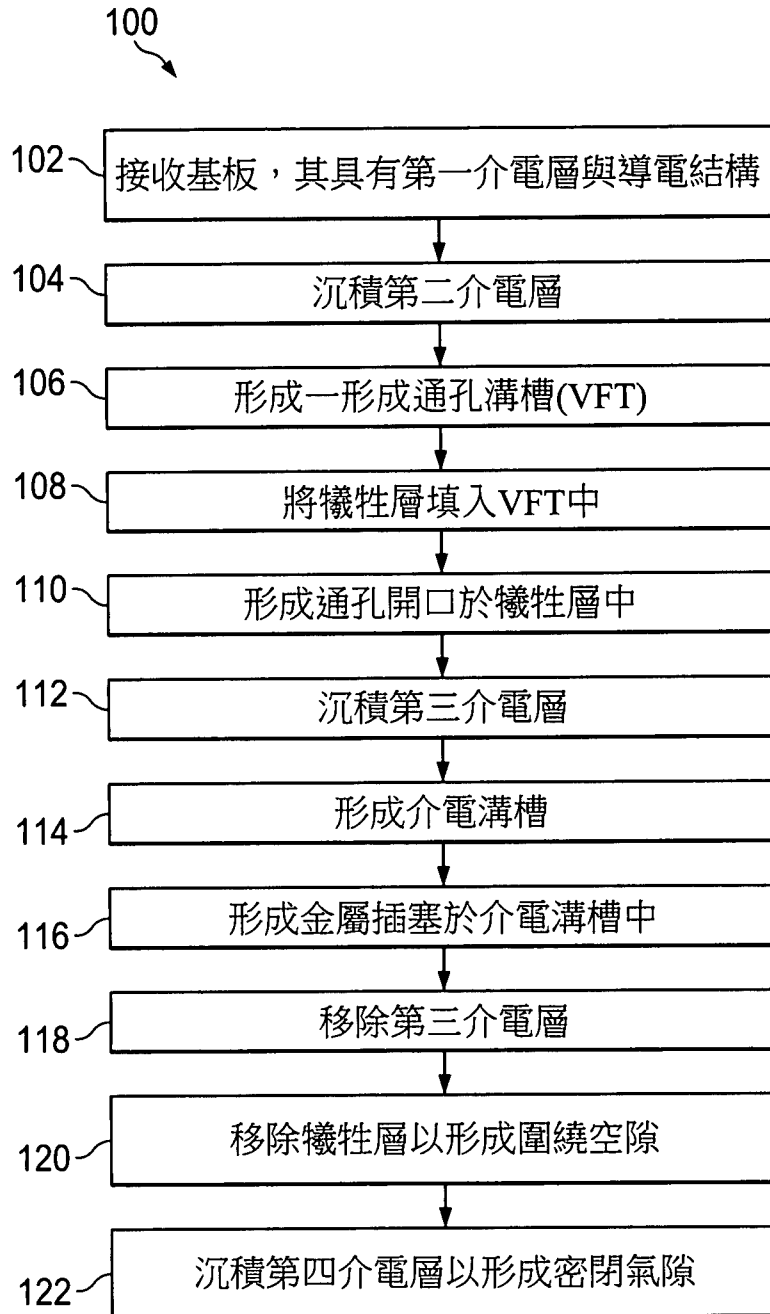 100
102 接收基板，其具有第一介電層與導電結構
104 沉積第二介電層
106 形成一形成通孔溝槽(VFT)
108 將犧牲層填入VFT中
110 形成通孔開口於犧牲層中
112 沉積第三介電層
114 形成介電溝槽
116 形成金屬插塞於介電溝槽中
118 移除第三介電層
120 移除犧牲層以形成圍繞空隙
122 沉積第四介電層以形成密閉氣隙